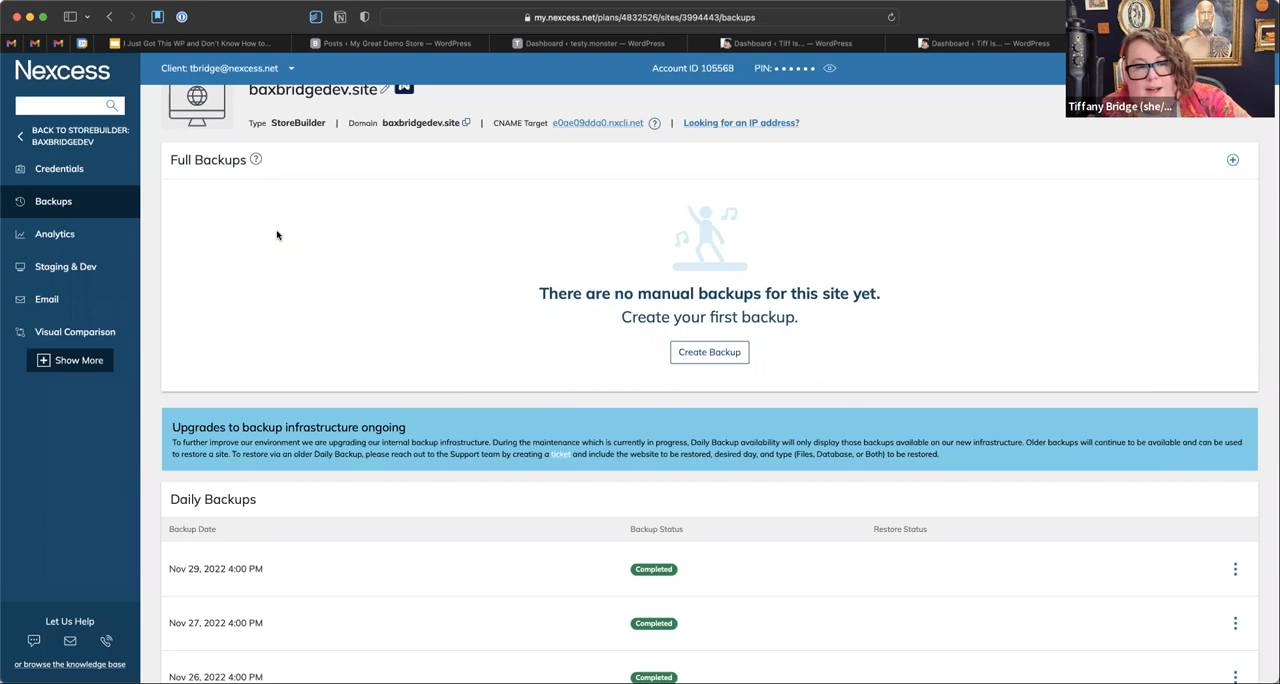 my.nexcess.net/plans/4832526/sites/3994443/backups
I Just Got This WP and Don't Know How to...
Posts ‹ My Great Demo Store — WordPress
Dashboard ‹ testy.monster — WordPress
Dashboard ‹ Tiff Is... — WordPress
Dashboard ‹ Tiff Is... — WordPress
Nexcess
Client: tbridge@nexcess.net
Account ID 105568
PIN: • • • • • •
Tiffany Bridge (she/...
baxbridgedev.site
BACK TO STOREBUILDER:
BAXBRIDGEDEV
Type StoreBuilder | Domain baxbridgedev.site | CNAME Target e0ae09dda0.nxcli.net | Looking for an IP address?
Credentials
Backups
Analytics
Staging & Dev
Email
Visual Comparison
Show More
Full Backups
There are no manual backups for this site yet.
Create your first backup.
Create Backup
Upgrades to backup infrastructure ongoing
To further improve our environment we are upgrading our internal backup infrastructure. During the maintenance which is currently in progress, Daily Backup availability will only display those backups available on our new infrastructure. Older backups will continue to be available and can be used
to restore a site. To restore via an older Daily Backup, please reach out to the Support team by creating a ticket and include the website to be restored, desired day, and type (Files, Database, or Both) to be restored.
Daily Backups
Backup Date
Backup Status
Restore Status
Nov 29, 2022 4:00 PM
Completed
Nov 27, 2022 4:00 PM
Completed
Nov 26, 2022 4:00 PM
Completed
Let Us Help
or browse the knowledge base